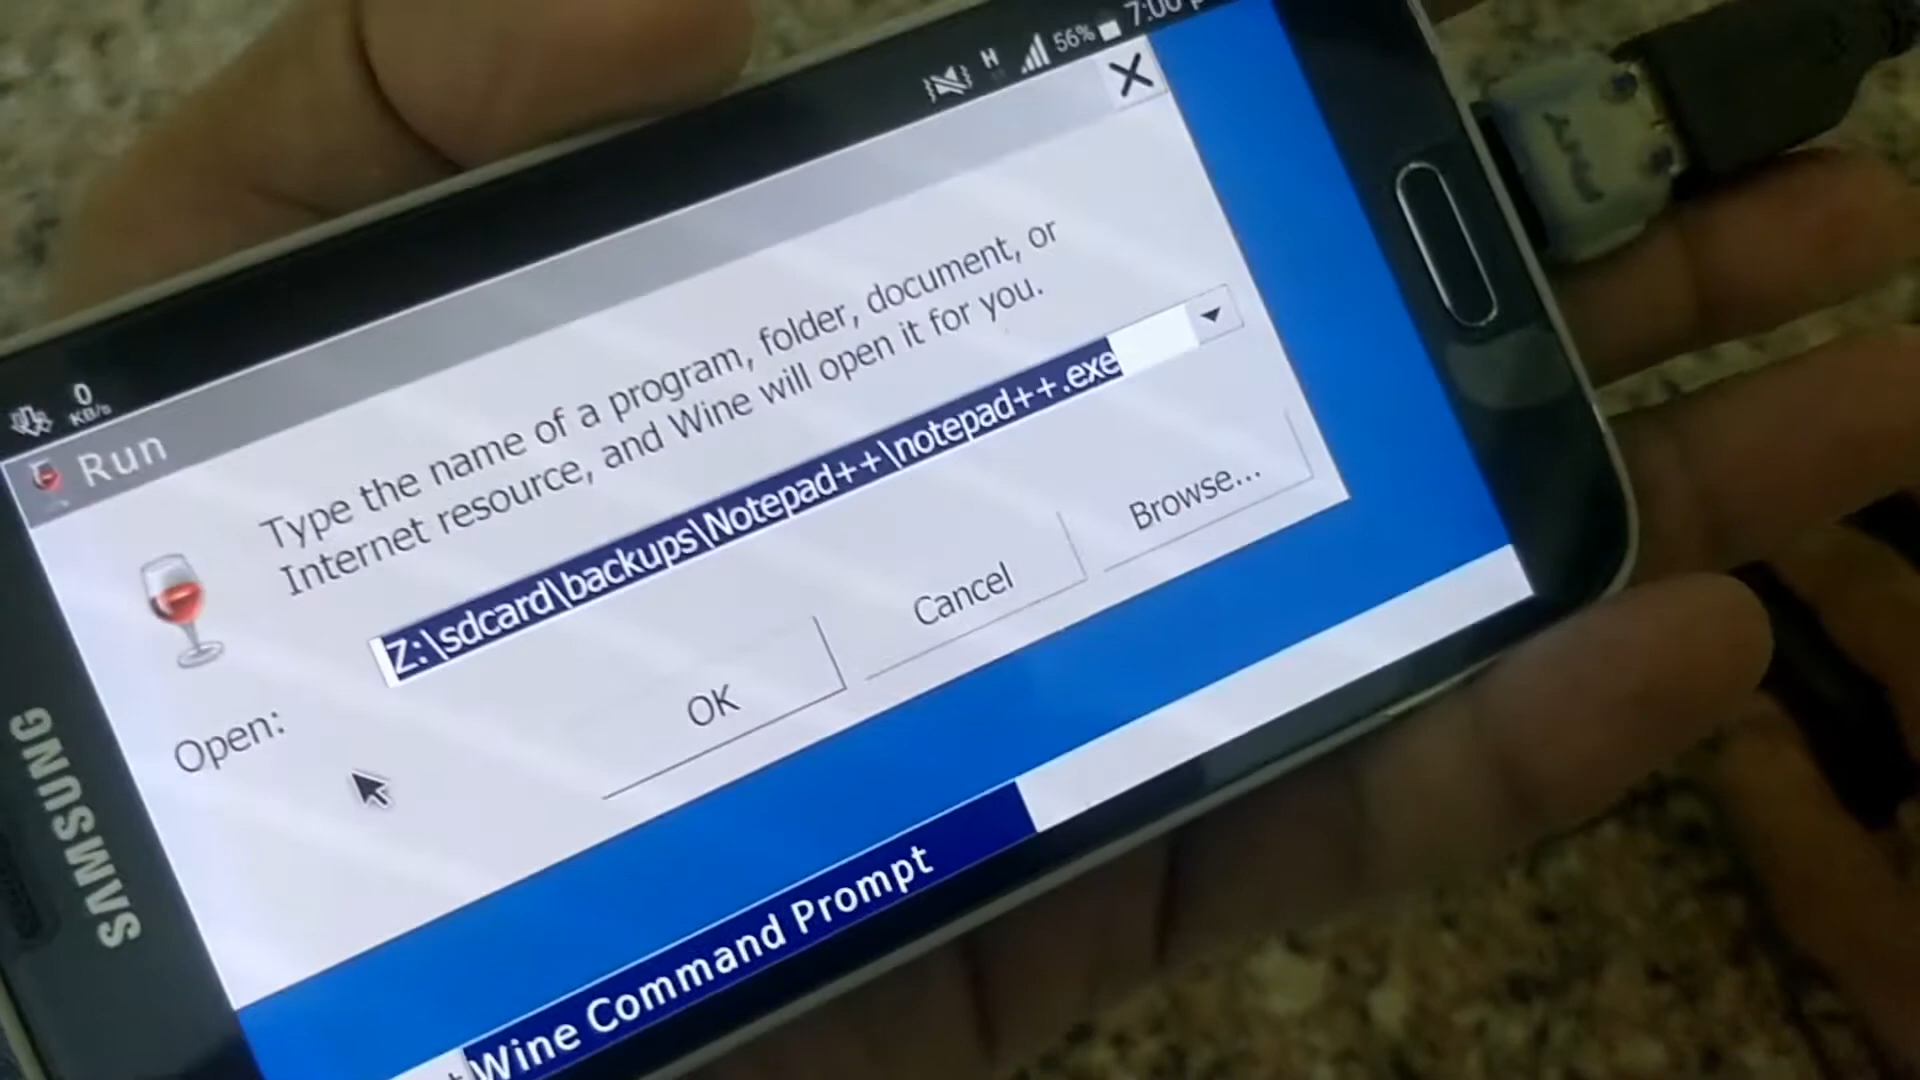 0
KB/s
H
56%
Run
Type the name of a program, folder, document, or
Internet resource, and Wine will open it for you.
Open:
Z:\sdcard\backups\Notepad++\notepad++.exe
OK
Cancel
Browse...
Wine Command Prompt
SAMSUNG